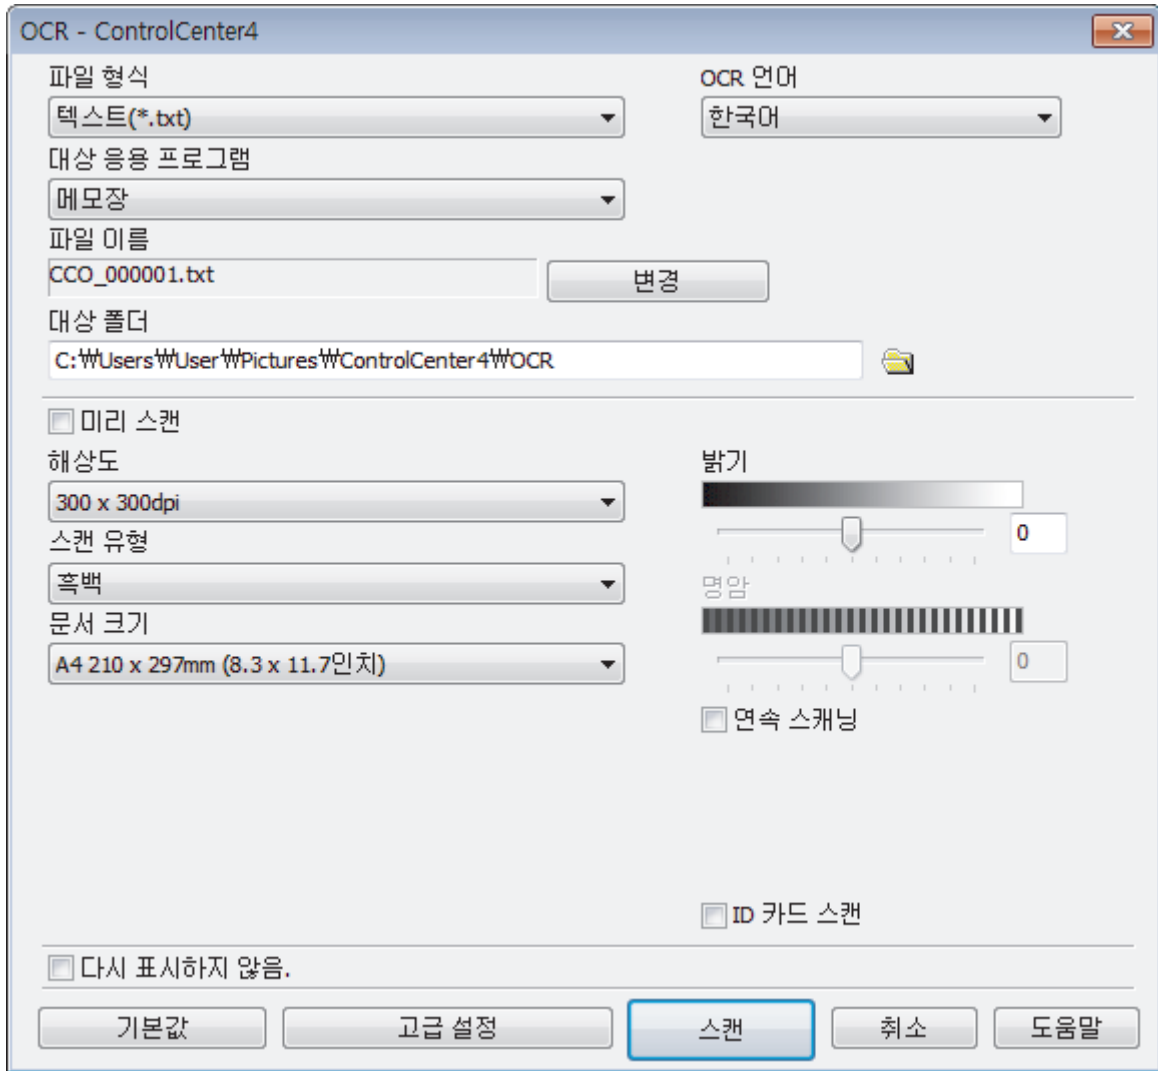 OCR - ControlCenter4
파일 형식
OCR 언어
텍스트(*.txt)
한국어
대상 응용 프로그램
메모장
파일 이름
CCO_000001.txt
변경
대상 폴더
C:₩Users₩User₩Pictures₩ControlCenter4₩OCR
미리 스캔
해상도
밝기
300 x 300dpi
0
스캔 유형
흑백
명암
문서 크기
A4 210 x 297mm (8.3 x 11.7인치)
0
연속 스캐닝
ID 카드 스캔
다시 표시하지 않음.
기본값
고급 설정
스캔
취소
도움말